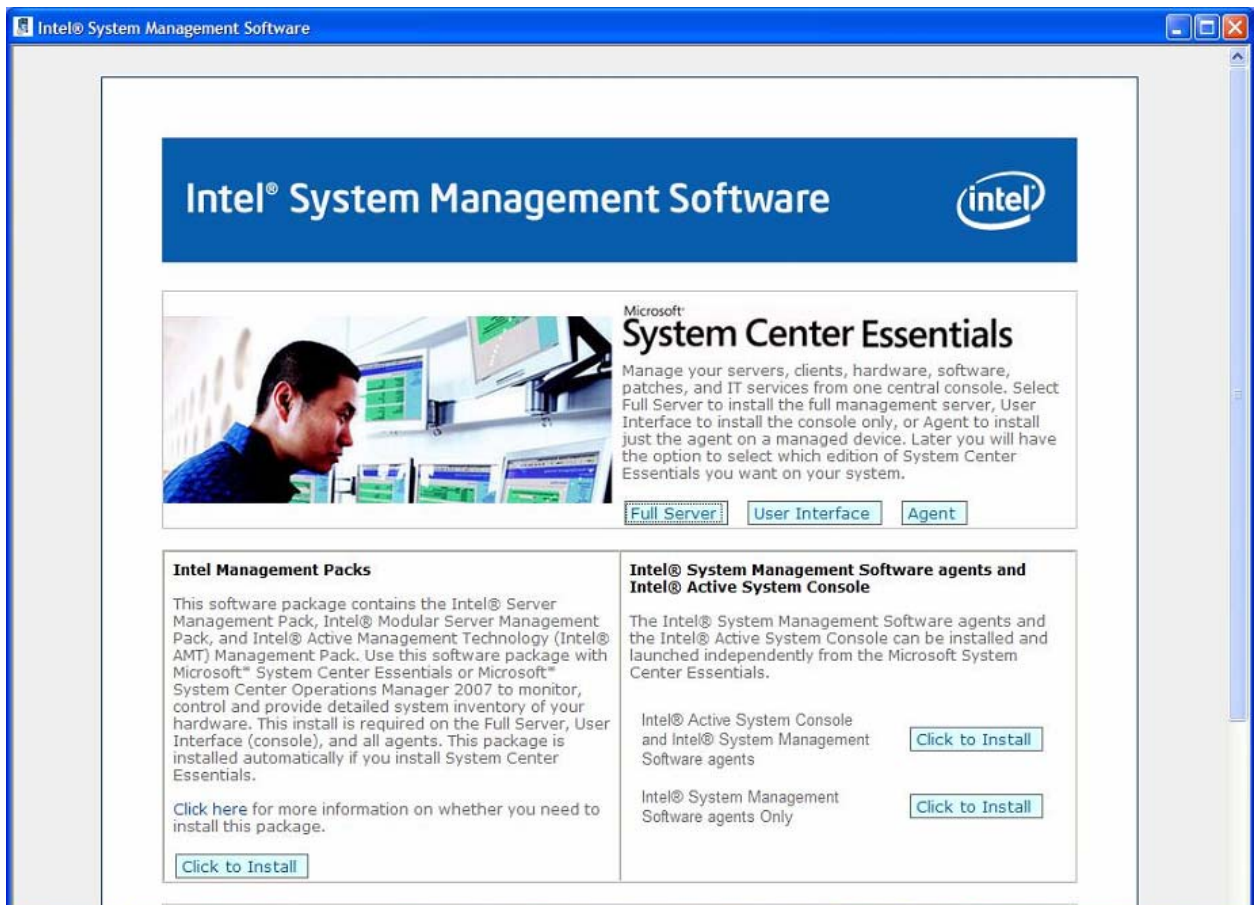 Intel® System Management Software
Intel® System Management Software
intel
Microsoft®
System Center Essentials
Manage your servers, clients, hardware, software,
patches, and IT services from one central console. Select
Full Server to install the full management server, User
Interface to install the console only, or Agent to install
just the agent on a managed device. Later you will have
the option to select which edition of System Center
Essentials you want on your system.
Full Server
User Interface
Agent
Intel Management Packs
This software package contains the Intel® Server
Management Pack, Intel® Modular Server Management
Pack, and Intel® Active Management Technology (Intel®
AMT) Management Pack. Use this software package with
Microsoft* System Center Essentials or Microsoft*
System Center Operations Manager 2007 to monitor,
control and provide detailed system inventory of your
hardware. This install is required on the Full Server, User
Interface (console), and all agents. This package is
installed automatically if you install System Center
Essentials.
Click here for more information on whether you need to
install this package.
Click to Install
Intel® System Management Software agents and
Intel® Active System Console
The Intel® System Management Software agents and
the Intel® Active System Console can be installed and
launched independently from the Microsoft System
Center Essentials.
Intel® Active System Console
and Intel® System Management
Software agents
Click to Install
Intel® System Management
Software agents Only
Click to Install